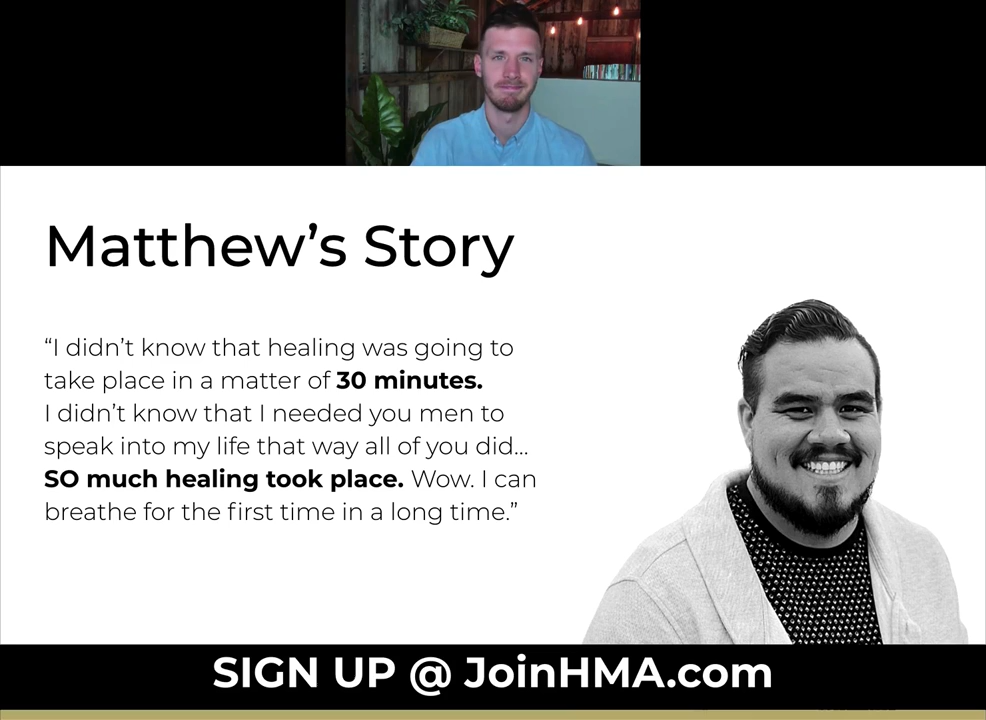 Matthew’s Story
“I didn’t know that healing was going to
take place in a matter of 30 minutes.
I didn’t know that I needed you men to
speak into my life that way all of you did...
SO much healing took place. Wow. I can
breathe for the first time in a long time.”
SIGN UP @ JoinHMA.com